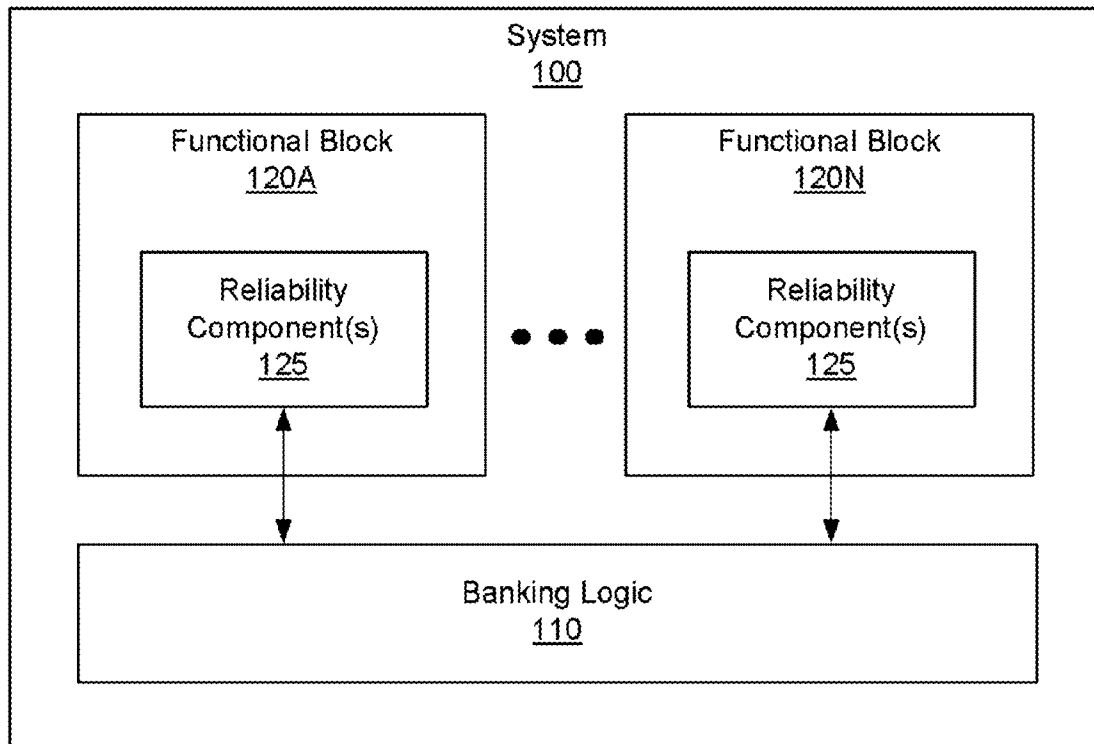 System
100
Functional Block
120A
Reliability
Component(s)
125
Functional Block
120N
Reliability
Component(s)
125
Banking Logic
110